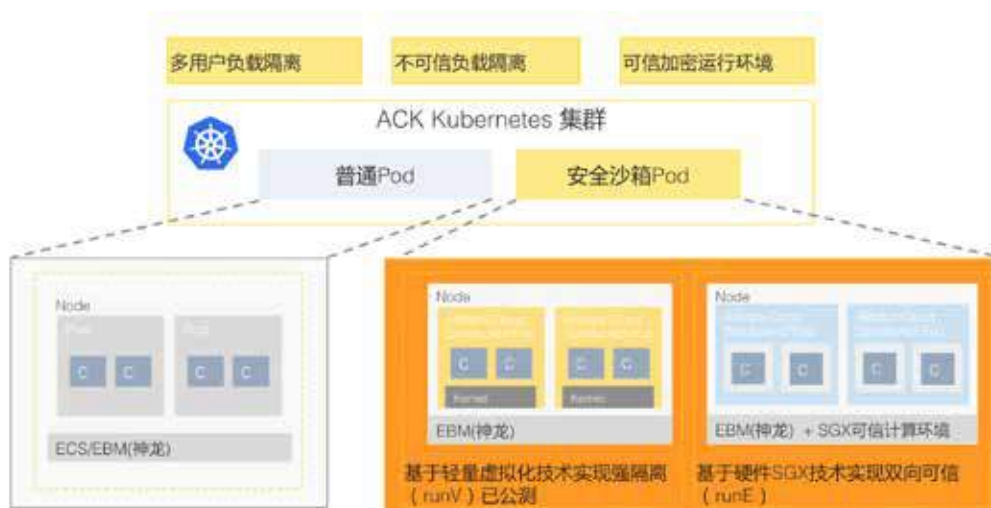 多用户负载隔离
不可信负载隔离
可信加密运行环境
ACK Kubernetes 集群
普通Pod
安全沙箱Pod
Node
Pod
Pod
C C
C C
ECS/EBM(神龙)
Node
C C
C C
Kernel
Kernel
EBM(神龙)
基于轻量虚拟化技术实现强隔离
（runV）已公测
Node
C C
C C
EBM(神龙) + SGX可信计算环境
基于硬件SGX技术实现双向可信
（runE）